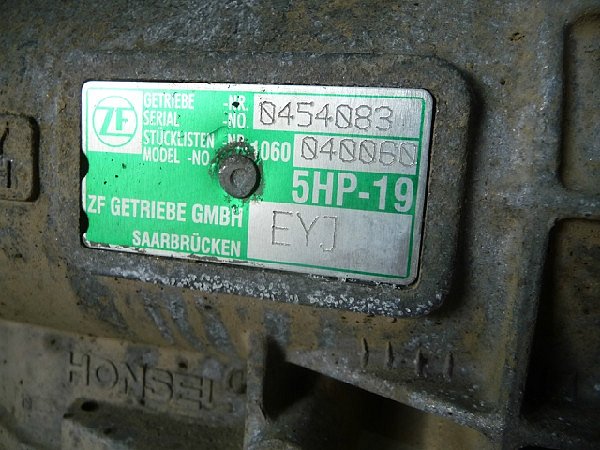 ZF
GETRIEBE -NR.
SERIAL -NO. 0454083
STÜCKLISTEN -NR.
MODEL -NO. 1060 040060
5HP-19
ZF GETRIEBE GMBH
SAARBRÜCKEN
EYJ
HONSEL